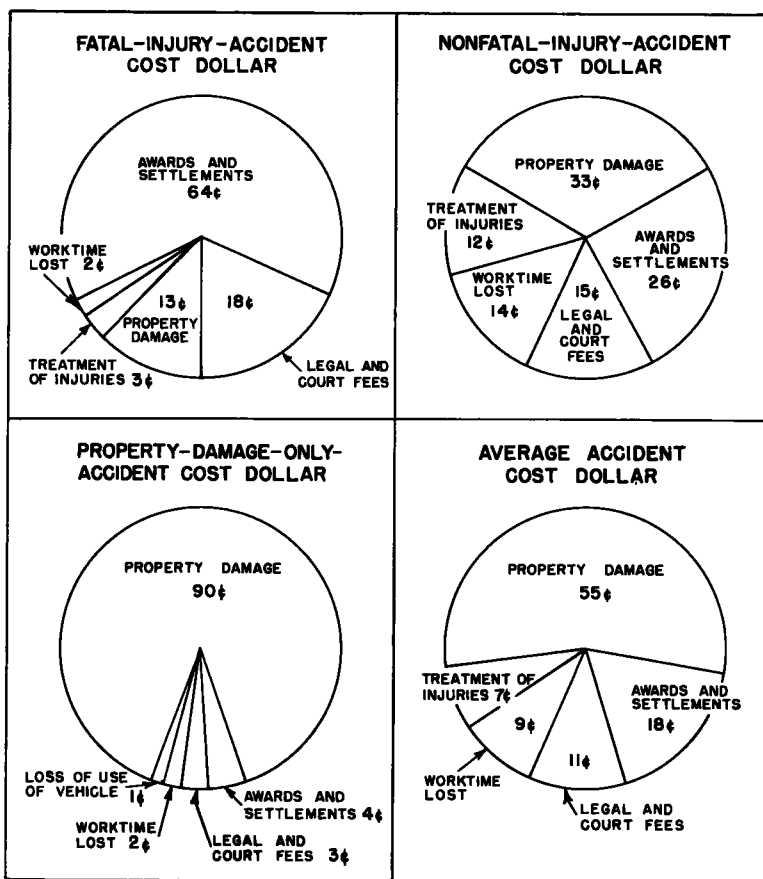 FATAL-INJURY-ACCIDENT
COST DOLLAR
AWARDS AND
SETTLEMENTS
64¢
WORKTIME
LOST 2¢
13¢
PROPERTY
DAMAGE
18¢
TREATMENT
OF INJURIES 3¢
LEGAL AND
COURT FEES
NONFATAL-INJURY-ACCIDENT
COST DOLLAR
PROPERTY DAMAGE
33¢
TREATMENT
OF INJURIES
12¢
AWARDS
AND
SETTLEMENTS
26¢
WORKTIME
LOST
14¢
15¢
LEGAL
AND
COURT
FEES
PROPERTY-DAMAGE-ONLY-
ACCIDENT COST DOLLAR
PROPERTY DAMAGE
90¢
LOSS OF USE
OF VEHICLE
1¢
WORKTIME
LOST 2¢
LEGAL AND
COURT FEES 3¢
AWARDS AND
SETTLEMENTS 4¢
AVERAGE ACCIDENT
COST DOLLAR
PROPERTY DAMAGE
55¢
TREATMENT OF
INJURIES 7¢
AWARDS AND
SETTLEMENTS
18¢
9¢
11¢
WORKTIME
LOST
LEGAL AND
COURT FEES